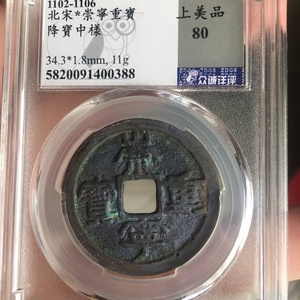 1102-1106
北宋*崇寧重寶
降寶中樣
34.3*1.8mm, 11g
5820091400388
上美品
80
ZDGS
众诚评级
崇
重
寧
寶